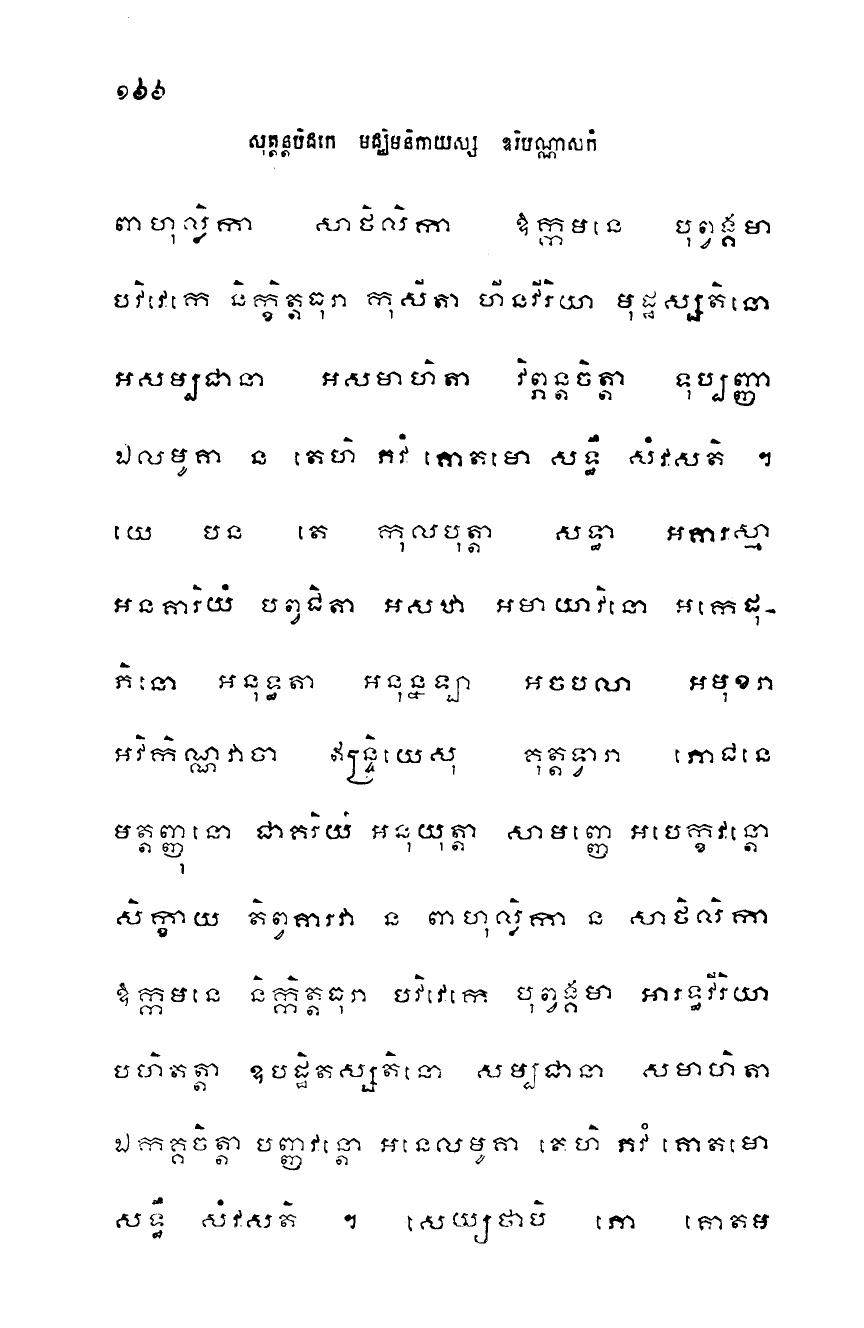 ១៦៦
សុត្តន្តបិដកេ មជ្ឈិមនិកាយស្ស ឧបរិបណ្ណាសកំ
ពាហុល្លិកា សាថិលិកា ឱក្កមនេ បុព្វង្គមា
បវិវេកេ និក្ខិត្តធុរា កុសីតា ហីនវីរិយា មុដ្ឋស្សតិនោ
អសម្បជានា អសមាហិតា វិព្ភន្តចិត្តា ទុប្បញ្ញា
ឯលមូគា ន តេហិ ភវំ គោតមោ សទ្ធឹ សំវសតិ ។
យេ បន តេ កុលបុត្តា សទ្ធា អគារស្មា
អនគារិយំ បព្វជិតា អសឋា អមាយាវិនោ អកេដុ-
ភិនោ អនុទ្ធតា អនុន្នឡា អចបលា អមុខរា
អវិកិណ្ណវាចា ឥន្ទ្រិយេសុ គុត្តទ្វារា ភោជនេ
មត្តញ្ញុនោ ជាគរិយំ អនុយុត្តា សាមញ្ញេ អបេក្ខវន្តោ
សិក្ខាយ តិព្វគារវា ន ពាហុល្លិកា ន សាថិលិកា
ឱក្កមនេ និក្កិត្តធុរា បវិវេកេ បុព្វង្គមា អារទ្ធវីរិយា
បហិតត្តា ឧបដ្ឋិតស្សតិនោ សម្បជានា សមាហិតា
ឯកគ្គចិត្តា បញ្ញវន្តោ អនេលមូគា តេហិ ភវំ គោតមោ
សទ្ធឹ សំវសតិ ។ សេយ្យថាបិ ភោ គោតម